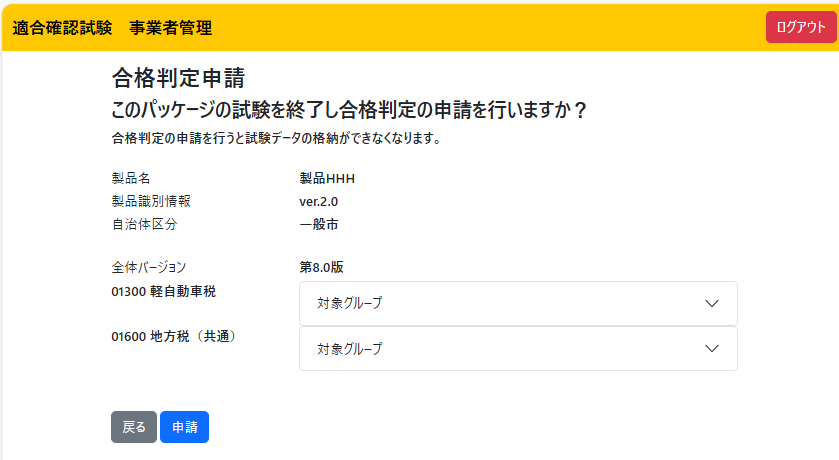 適合確認試験　事業者管理
ログアウト
合格判定申請
このパッケージの試験を終了し合格判定の申請を行いますか？
合格判定の申請を行うと試験データの格納ができなくなります。
製品名 製品HHH
製品識別情報 ver.2.0
自治体区分 一般市
全体バージョン 第8.0版
01300 軽自動車税 対象グループ
01600 地方税（共通） 対象グループ
戻る 申請